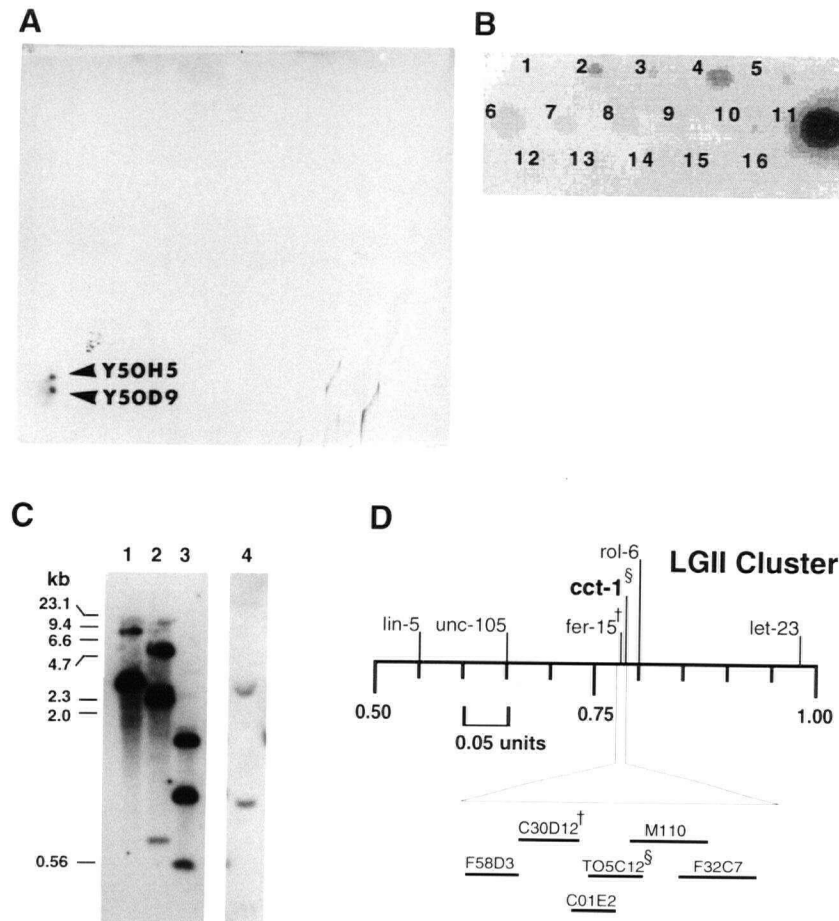 A
Y5OH5
Y5OD9
B
1 2 3 4 5
6 7 8 9 10 11
12 13 14 15 16
C
1 2 3 4
kb
23.1
9.4
6.6
4.7
2.3
2.0
0.56
D
LGII Cluster
rol-6
cct-1§
lin-5 unc-105 fer-15† let-23
0.50 0.75 1.00
0.05 units
C30D12† M110
F58D3 TO5C12§ F32C7
C01E2